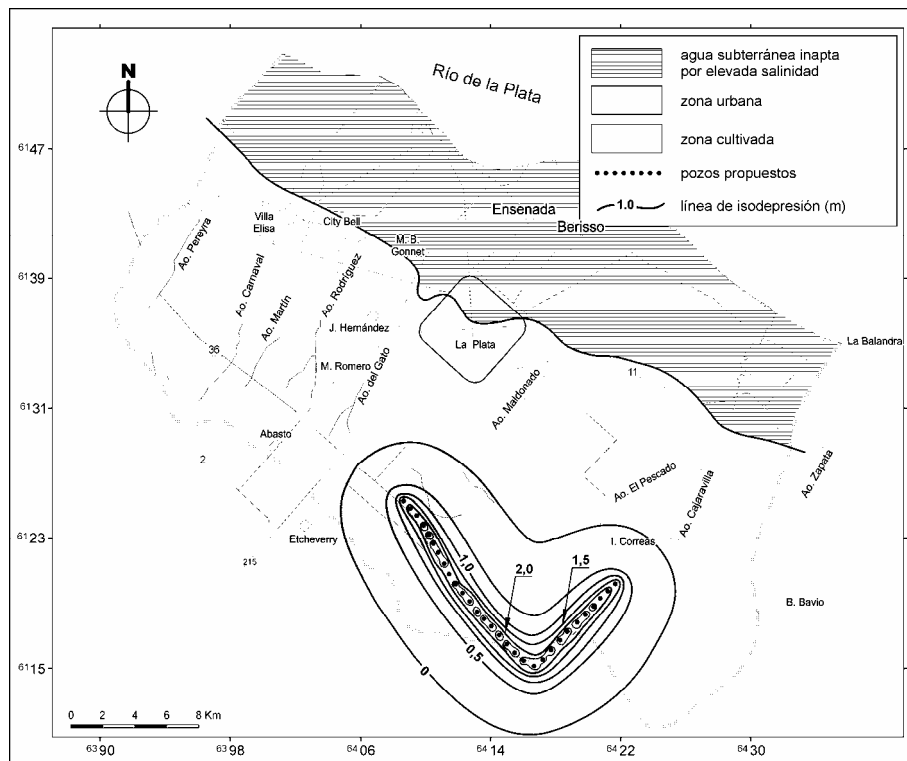 N
Río de la Plata
agua subterránea inapta
por elevada salinidad
zona urbana
zona cultivada
pozos propuestos
1.0 línea de isodepresión (m)
6147
6139
6131
6123
6115
Ensenada
Berisso
Villa
Elisa
City Bell
M. B.
Gonnet
Ao. Pereyra
Ao. Carnaval
Ao. Martín
Ao. Rodríguez
J. Hernández
La Plata
La Balandra
36
M. Romero
Ao. del Gato
Ao. Maldonado
11
Abasto
2
Ao. El Pescado
Ao. Cajaravilla
Ao. Zapata
Etcheverry
215
I. Correas
B. Bavio
1,0
2,0
1,5
0,5
0
0 2 4 6 8 Km
6390
6398
6406
6414
6422
6430